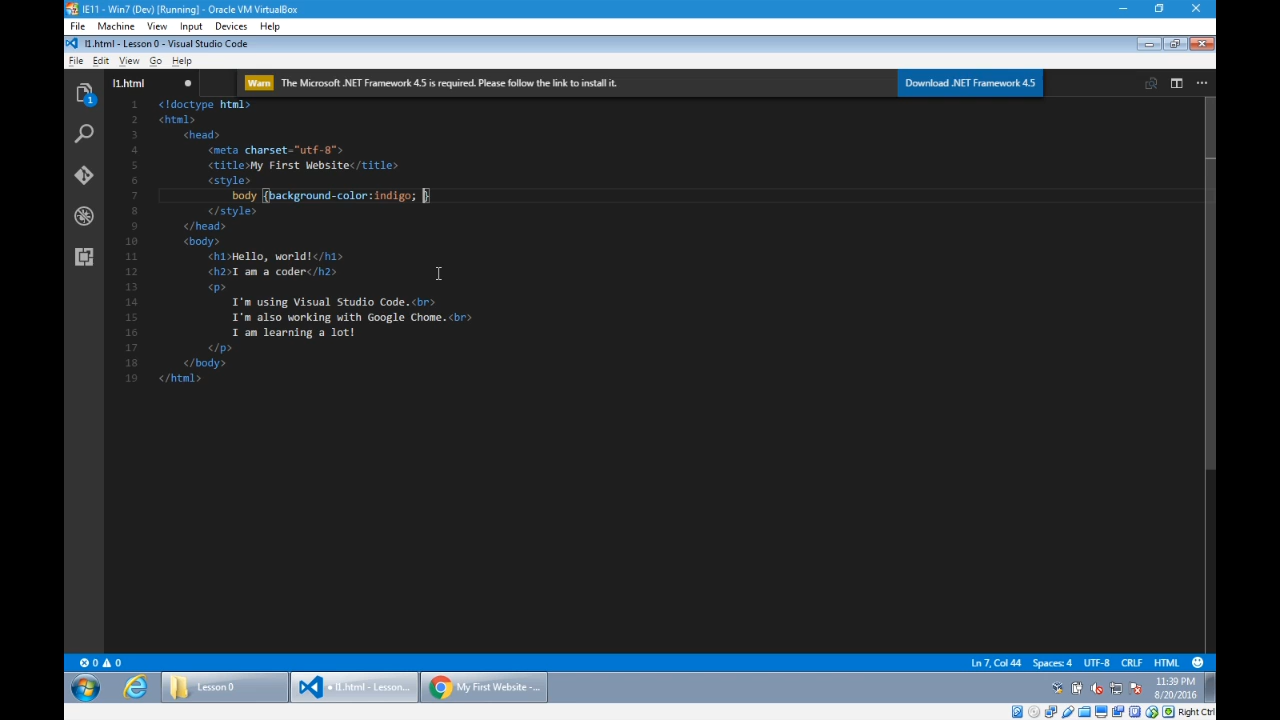 IE11 - Win7 (Dev) [Running] - Oracle VM VirtualBox
File Machine View Input Devices Help
l1.html - Lesson 0 - Visual Studio Code
File Edit View Go Help
l1.html
Warn The Microsoft .NET Framework 4.5 is required. Please follow the link to install it. Download .NET Framework 4.5
1
1 <!doctype html>
2 <html>
3 <head>
4 <meta charset="utf-8">
5 <title>My First Website</title>
6 <style>
7 body {background-color:indigo; }
8 </style>
9 </head>
10 <body>
11 <h1>Hello, world!</h1>
12 <h2>I am a coder</h2>
13 <p>
14 I'm using Visual Studio Code.<br>
15 I'm also working with Google Chome.<br>
16 I am learning a lot!
17 </p>
18 </body>
19 </html>
0 0 Ln 7, Col 44 Spaces: 4 UTF-8 CRLF HTML
Lesson 0 • l1.html - Lesson... My First Website -... 11:39 PM
8/20/2016
Right Ctrl